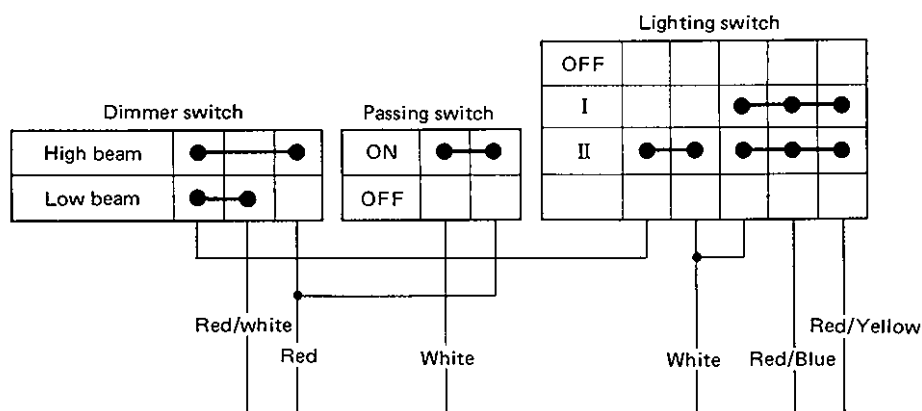 Lighting switch
OFF
I
II
Dimmer switch
High beam
Low beam
Passing switch
ON
OFF
Red/white
Red
White
White
Red/Blue
Red/Yellow